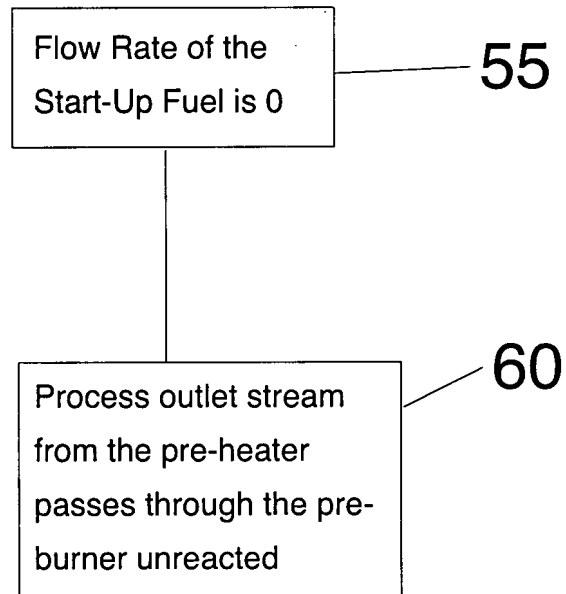 Flow Rate of the
Start-Up Fuel is 0
55
Process outlet stream
from the pre-heater
passes through the pre-
burner unreacted
60